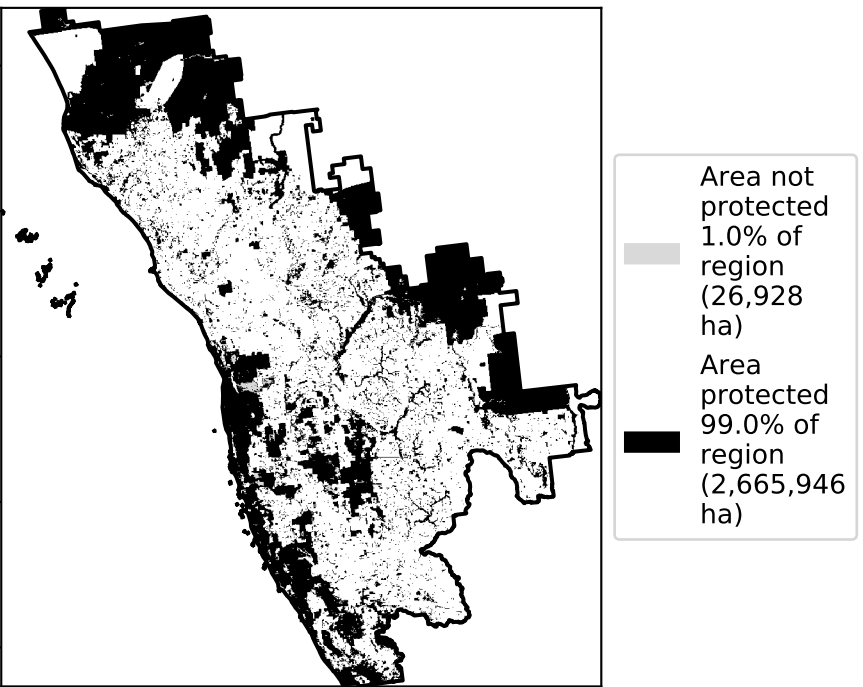 Area not
protected
1.0% of
region
(26,928
ha)
Area
protected
99.0% of
region
(2,665,946
ha)